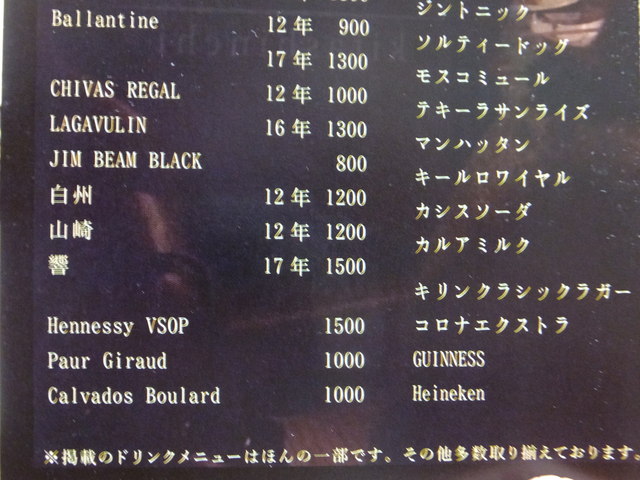 Ballantine 12年 900
17年 1300
CHIVAS REGAL 12年 1000
LAGAVULIN 16年 1300
JIM BEAM BLACK 800
白州 12年 1200
山崎 12年 1200
響 17年 1500
Hennessy VSOP 1500
Paur Giraud 1000
Calvados Boulard 1000
ジントニック
ソルティードッグ
モスコミュール
テキーラサンライズ
マンハッタン
キールロワイヤル
カシスソーダ
カルアミルク
キリンクラシックラガー
コロナエクストラ
GUINNESS
Heineken
※掲載のドリンクメニューはほんの一部です。その他多数取り揃えております。